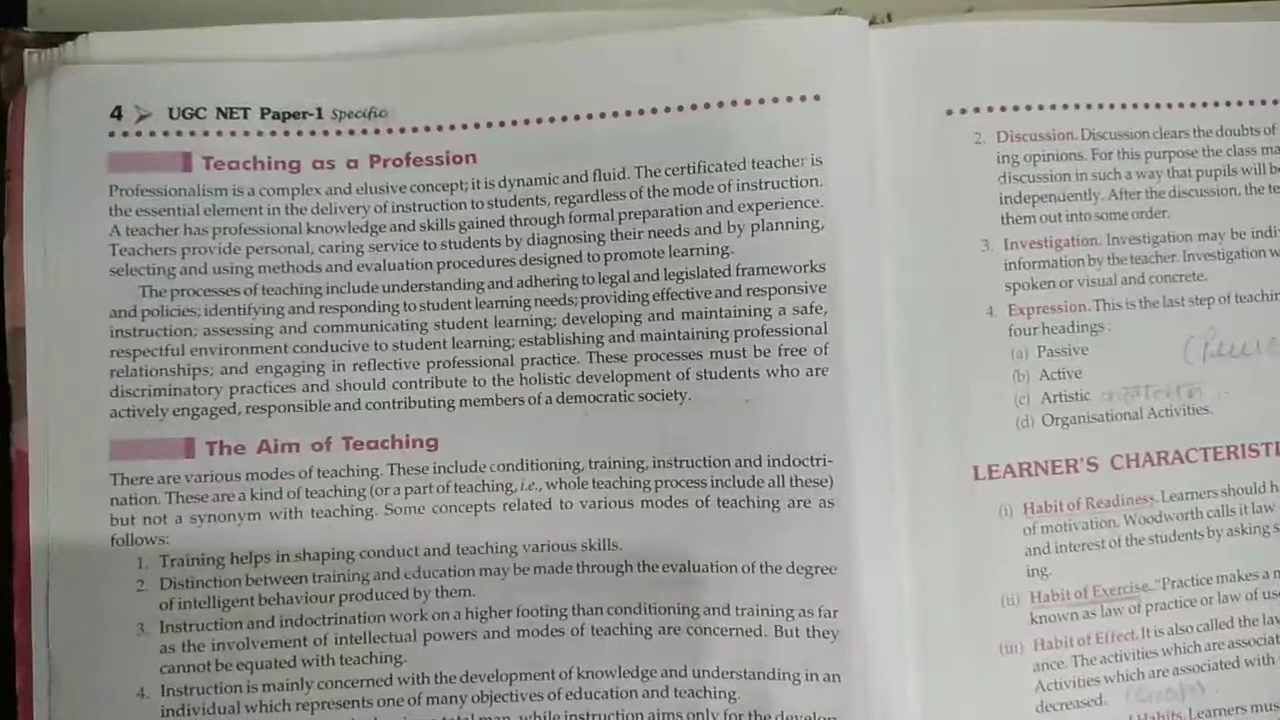 4 ➢ UGC NET Paper-1 Specific
Teaching as a Profession
Professionalism is a complex and elusive concept; it is dynamic and fluid. The certificated teacher is
the essential element in the delivery of instruction to students, regardless of the mode of instruction.
A teacher has professional knowledge and skills gained through formal preparation and experience.
Teachers provide personal, caring service to students by diagnosing their needs and by planning,
selecting and using methods and evaluation procedures designed to promote learning.
The processes of teaching include understanding and adhering to legal and legislated frameworks
and policies; identifying and responding to student learning needs; providing effective and responsive
instruction; assessing and communicating student learning; developing and maintaining a safe,
respectful environment conducive to student learning; establishing and maintaining professional
relationships; and engaging in reflective professional practice. These processes must be free of
discriminatory practices and should contribute to the holistic development of students who are
actively engaged, responsible and contributing members of a democratic society.
The Aim of Teaching
There are various modes of teaching. These include conditioning, training, instruction and indoctri-
nation. These are a kind of teaching (or a part of teaching, i.e., whole teaching process include all these)
but not a synonym with teaching. Some concepts related to various modes of teaching are as
follows:
1. Training helps in shaping conduct and teaching various skills.
2. Distinction between training and education may be made through the evaluation of the degree
of intelligent behaviour produced by them.
3. Instruction and indoctrination work on a higher footing than conditioning and training as far
as the involvement of intellectual powers and modes of teaching are concerned. But they
cannot be equated with teaching.
4. Instruction is mainly concerned with the development of knowledge and understanding in an
individual which represents one of many objectives of education and teaching.
man, while instruction aims only for the develop
2. Discussion. Discussion clears the doubts of
ing opinions. For this purpose the class ma
discussion in such a way that pupils will b
independently. After the discussion, the te
them out into some order.
3. Investigation. Investigation may be indi
information by the teacher. Investigation w
spoken or visual and concrete.
4. Expression. This is the last step of teachin
four headings:
(a) Passive
(b) Active
(c) Artistic
(d) Organisational Activities.
LEARNER'S CHARACTERISTI
(i) Habit of Readiness. Learners should h
of motivation. Woodworth calls it law
and interest of the students by asking s
ing.
(ii) Habit of Exercise. "Practice makes a m
known as law of practice or law of us
(iii) Habit of Effect. It is also called the law
ance. The activities which are associat
Activities which are associated with
decreased.
Habits. Learners mus